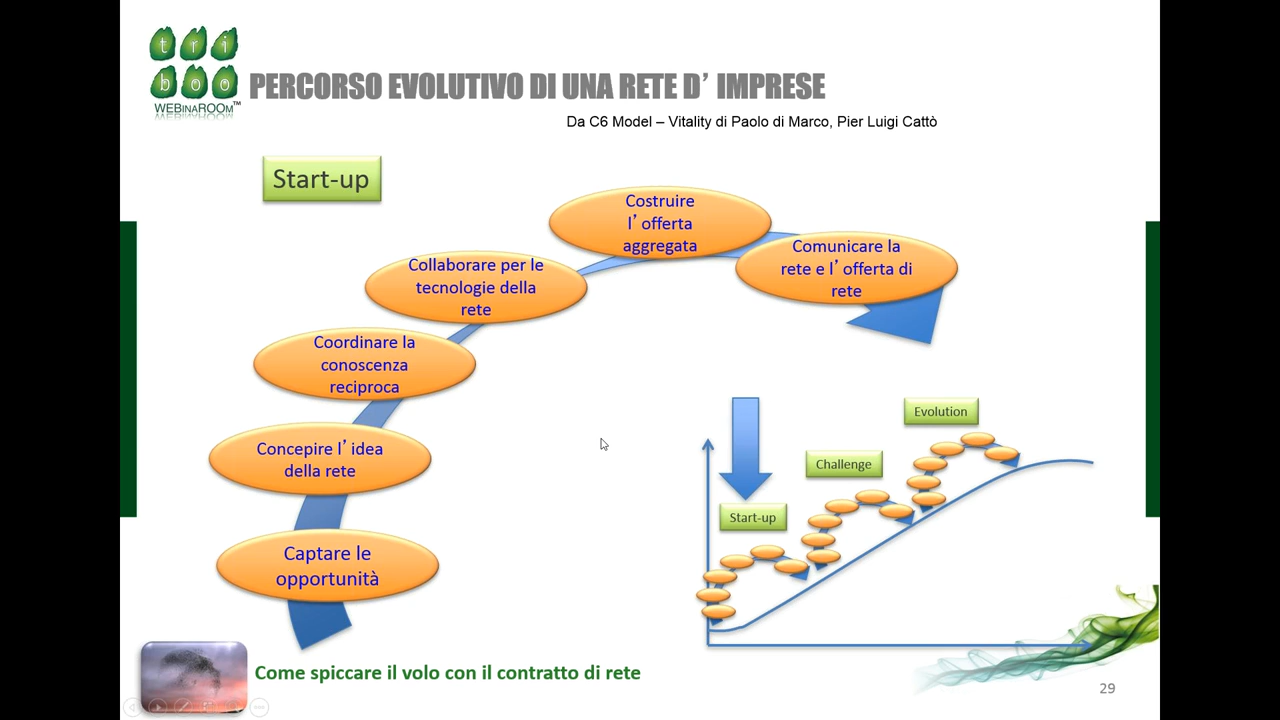 tri
boo
WEBinaROOm™
PERCORSO EVOLUTIVO DI UNA RETE D’ IMPRESE
Da C6 Model – Vitality di Paolo di Marco, Pier Luigi Cattò
Start-up
Costruire
l’ offerta
aggregata
Comunicare la
rete e l’ offerta di
rete
Collaborare per le
tecnologie della
rete
Coordinare la
conoscenza
reciproca
Concepire l’ idea
della rete
Captare le
opportunità
Evolution
Challenge
Start-up
Come spiccare il volo con il contratto di rete
29